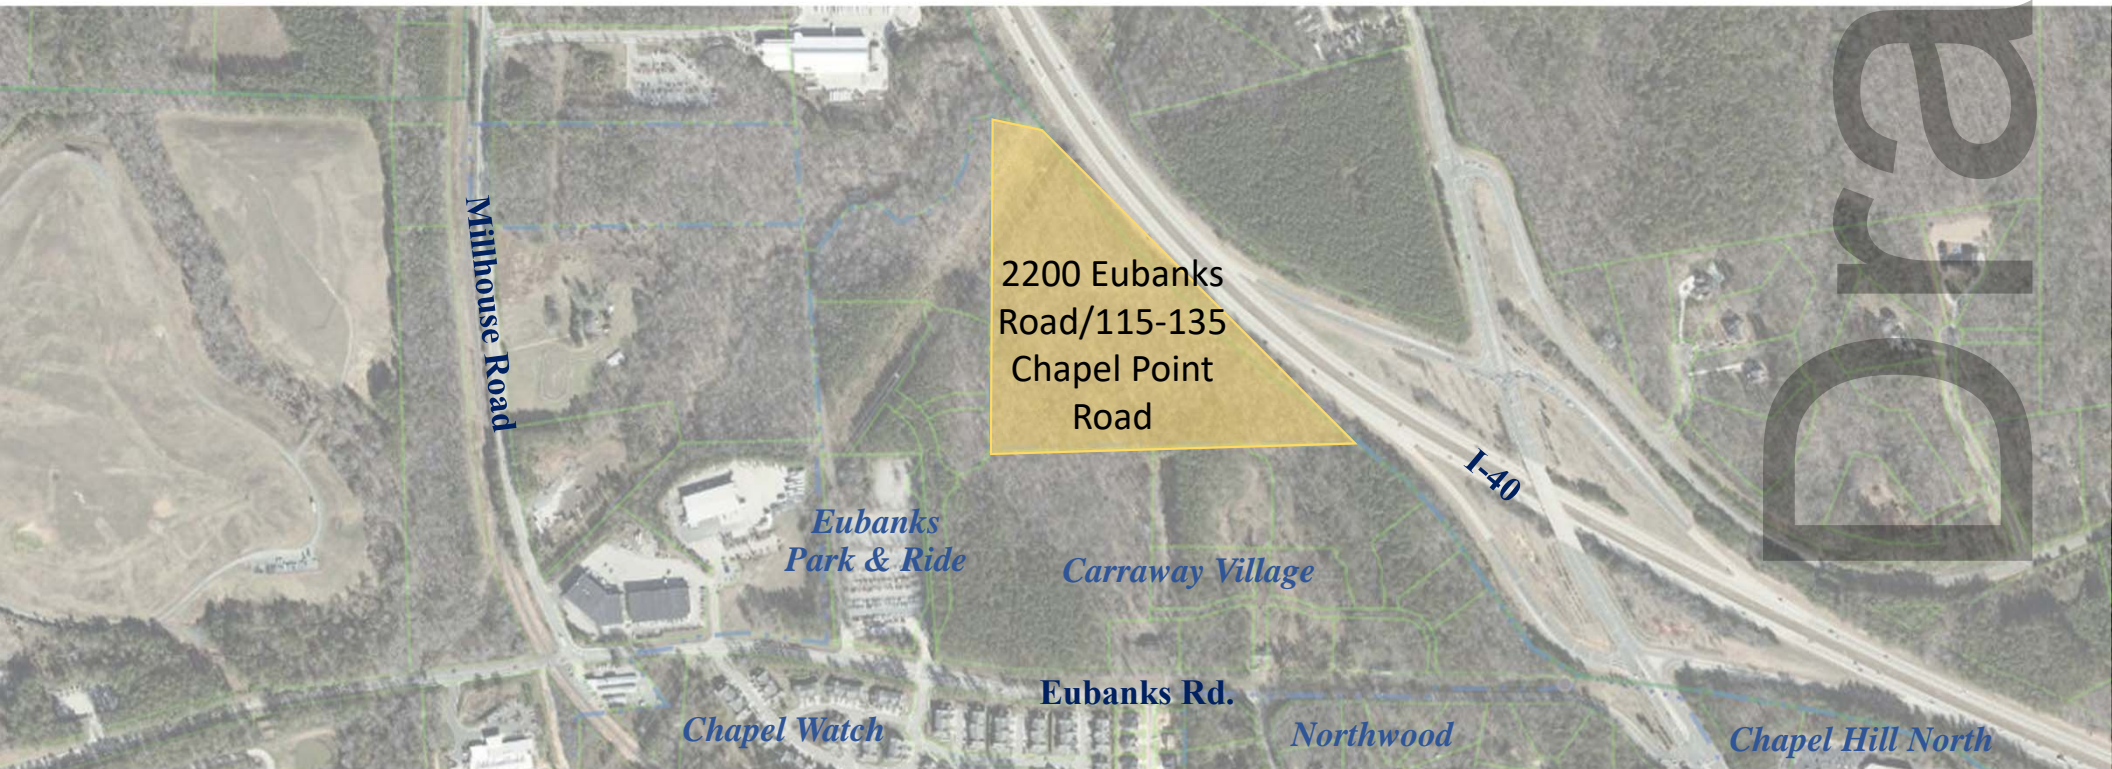 Millhouse Road
2200 Eubanks
Road/115-135
Chapel Point
Road
I-40
Eubanks
Park & Ride
Carraway Village
Eubanks Rd.
Chapel Watch
Northwood
Chapel Hill North
Dra